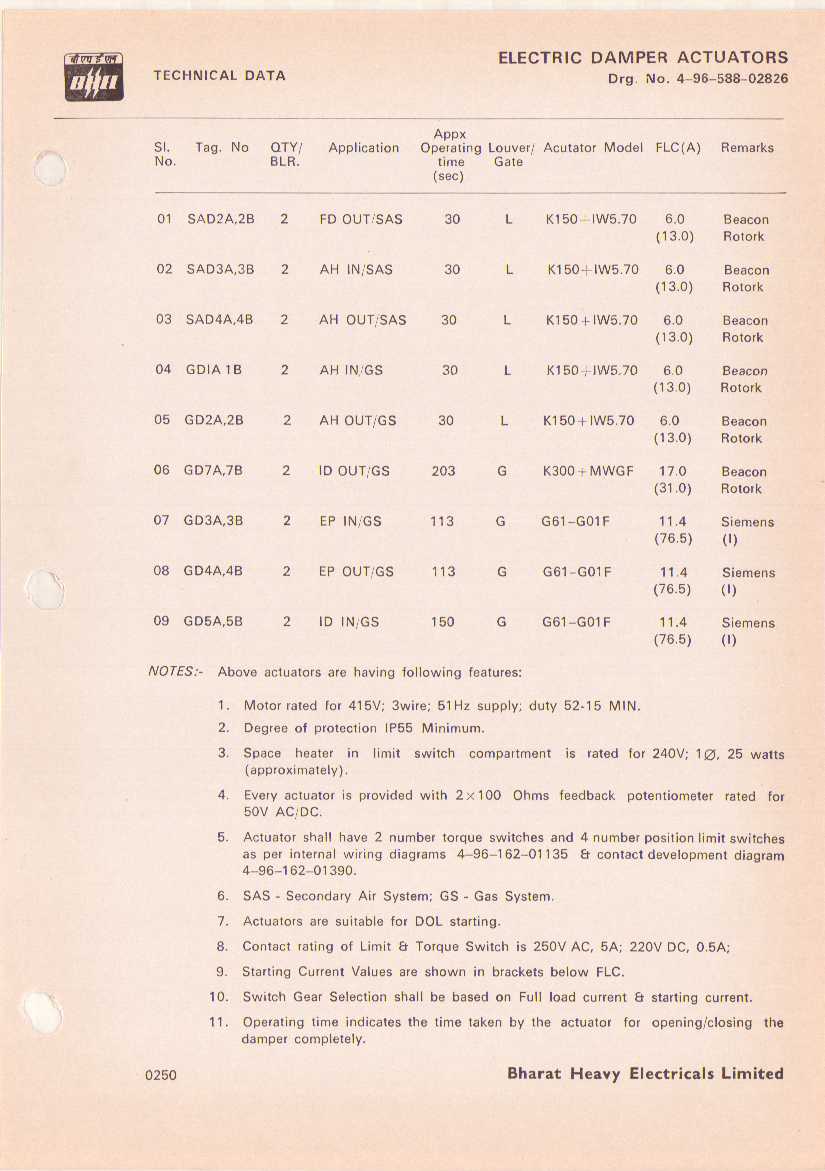 बी एच ई एल
TECHNICAL DATA
ELECTRIC DAMPER ACTUATORS
Drg. No. 4–96–588–02826
Sl. No. Tag. No QTY/ BLR. Application Appx Operating time (sec) Louver/ Gate Acutator Model FLC(A) Remarks
01 SAD2A,2B 2 FD OUT/SAS 30 L K150–IW5.70 6.0 Beacon
(13.0) Rotork
02 SAD3A,3B 2 AH IN/SAS 30 L K150+IW5.70 6.0 Beacon
(13.0) Rotork
03 SAD4A,4B 2 AH OUT/SAS 30 L K150+IW5.70 6.0 Beacon
(13.0) Rotork
04 GDIA 1B 2 AH IN/GS 30 L K150+IW5.70 6.0 Beacon
(13.0) Rotork
05 GD2A,2B 2 AH OUT/GS 30 L K150+IW5.70 6.0 Beacon
(13.0) Rotork
06 GD7A,7B 2 ID OUT/GS 203 G K300+MWGF 17.0 Beacon
(31.0) Rotork
07 GD3A,3B 2 EP IN/GS 113 G G61–G01F 11.4 Siemens
(76.5) (I)
08 GD4A,4B 2 EP OUT/GS 113 G G61–G01F 11.4 Siemens
(76.5) (I)
09 GD5A,5B 2 ID IN/GS 150 G G61–G01F 11.4 Siemens
(76.5) (I)
NOTES:- Above actuators are having following features:
1. Motor rated for 415V; 3wire; 51Hz supply; duty 52-15 MIN.
2. Degree of protection IP55 Minimum.
3. Space heater in limit switch compartment is rated for 240V; 1Ø, 25 watts
(approximately).
4. Every actuator is provided with 2×100 Ohms feedback potentiometer rated for
50V AC/DC.
5. Actuator shall have 2 number torque switches and 4 number position limit switches
as per internal wiring diagrams 4–96–162–01135 & contact development diagram
4–96–162–01390.
6. SAS - Secondary Air System; GS - Gas System.
7. Actuators are suitable for DOL starting.
8. Contact rating of Limit & Torque Switch is 250V AC, 5A; 220V DC, 0.5A;
9. Starting Current Values are shown in brackets below FLC.
10. Switch Gear Selection shall be based on Full load current & starting current.
11. Operating time indicates the time taken by the actuator for opening/closing the
damper completely.
0250
Bharat Heavy Electricals Limited